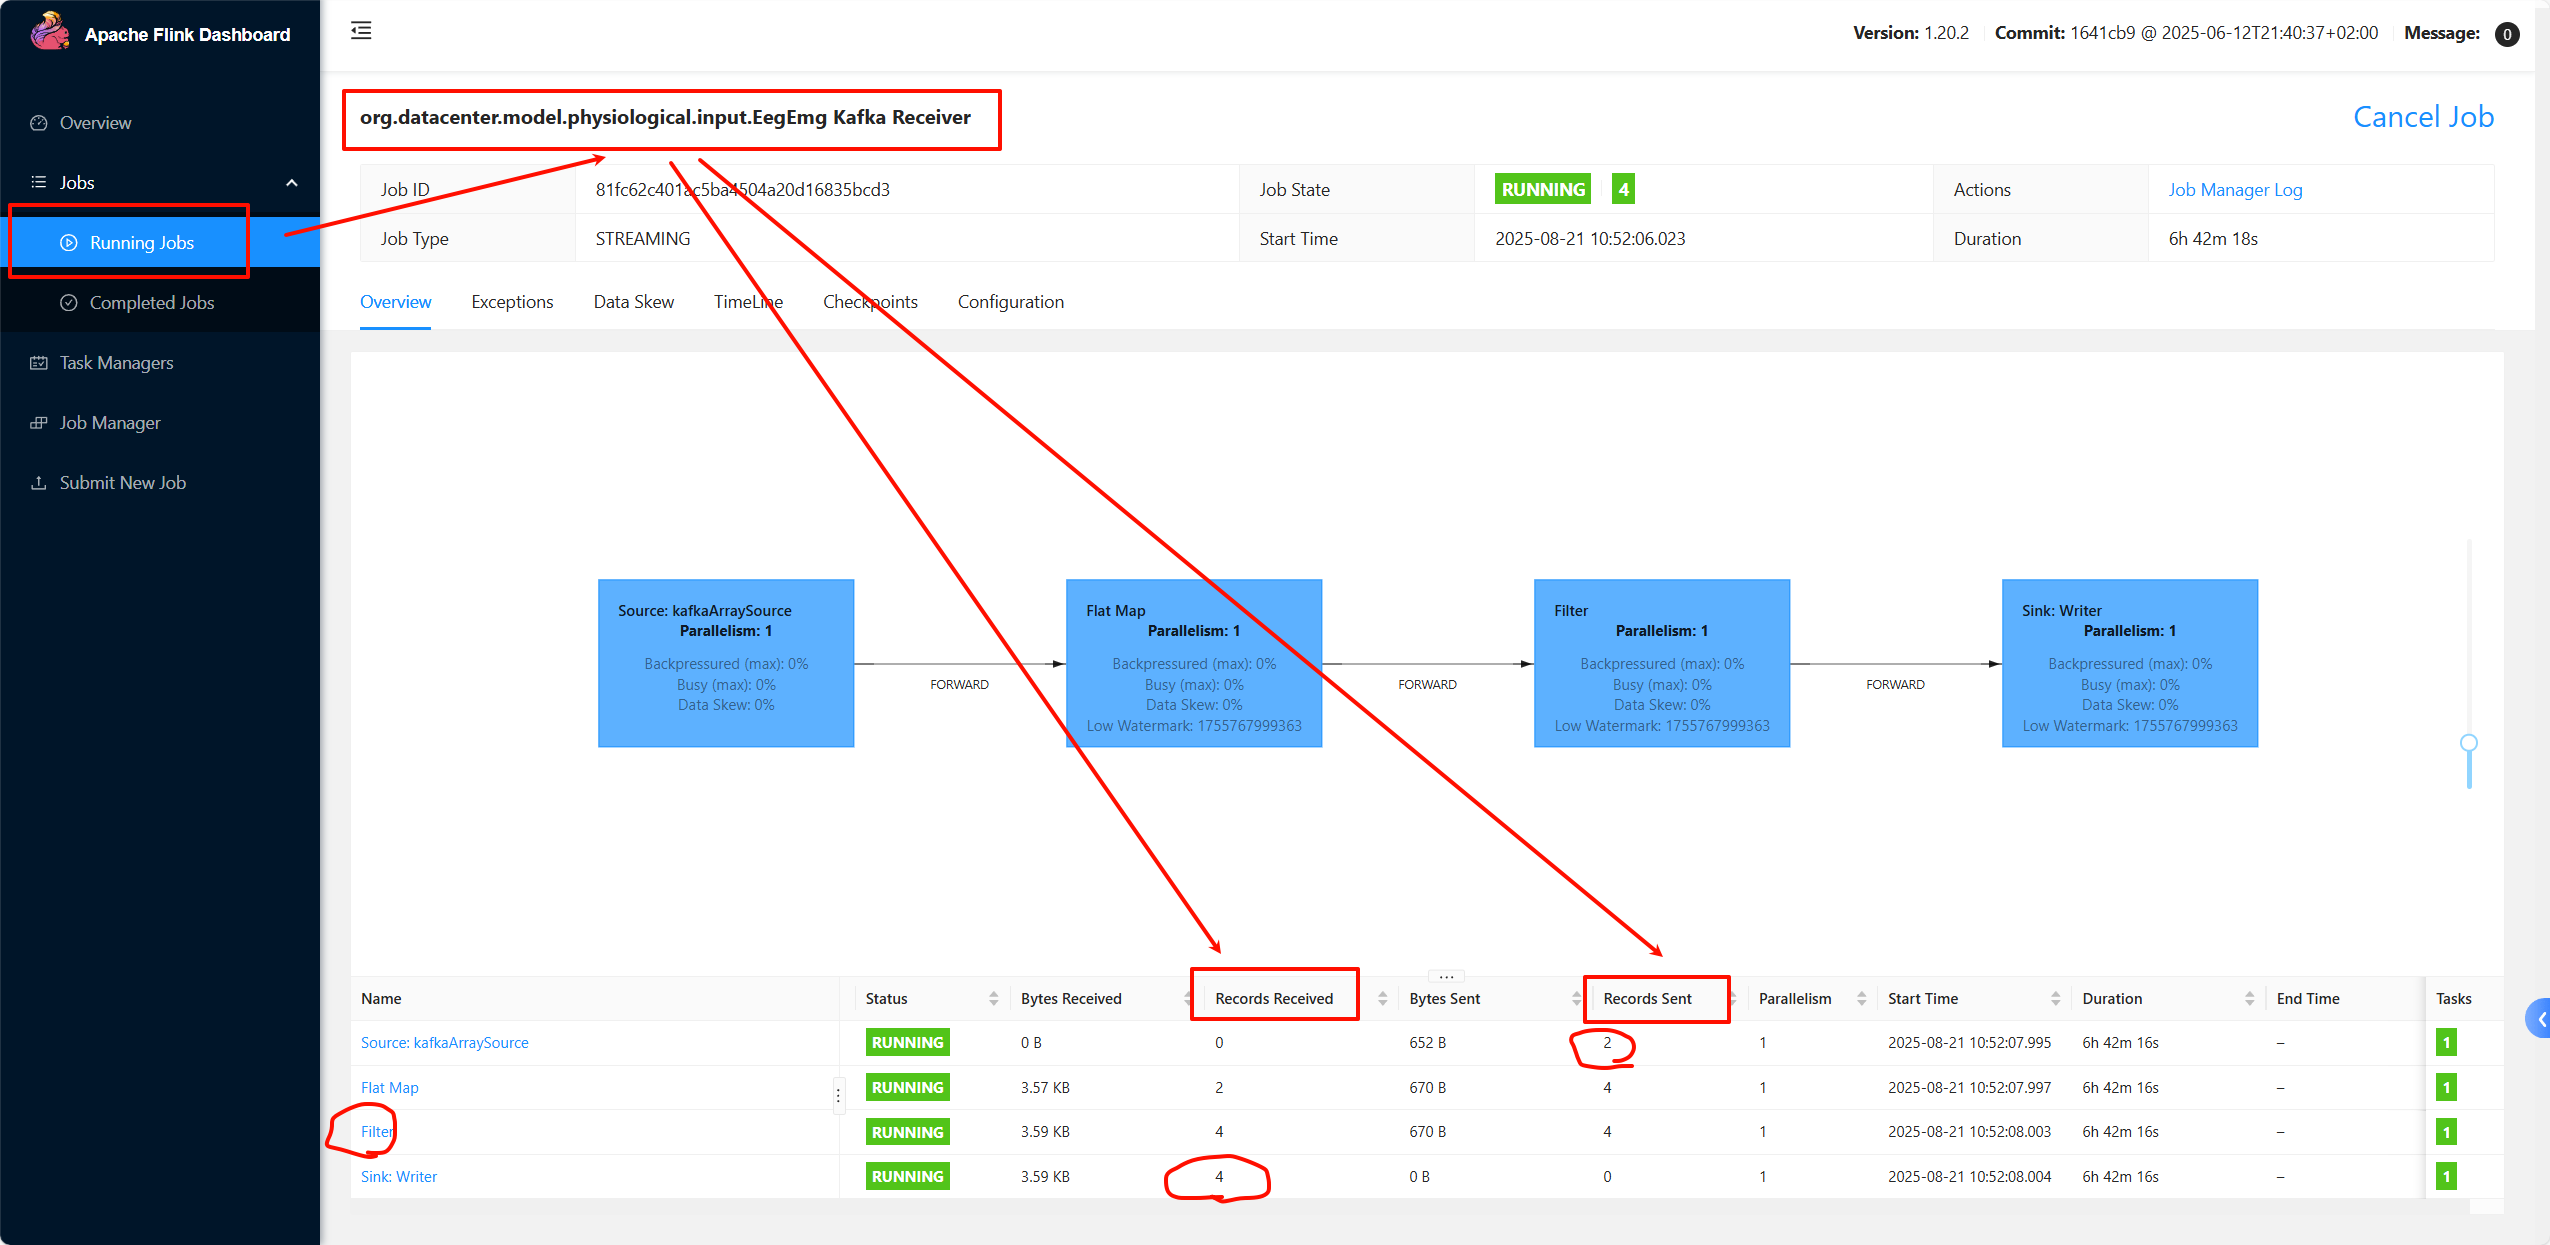 Apache Flink Dashboard
Version: 1.20.2 Commit: 1641cb9 @ 2025-06-12T21:40:37+02:00 Message: 0
Overview
Jobs
Running Jobs
Completed Jobs
Task Managers
Job Manager
Submit New Job
org.datacenter.model.physiological.input.EegEmg Kafka Receiver
Cancel Job
Job ID 81fc62c401ac5ba4504a20d16835bcd3 Job State RUNNING 4 Actions Job Manager Log
Job Type STREAMING Start Time 2025-08-21 10:52:06.023 Duration 6h 42m 18s
Overview Exceptions Data Skew TimeLine Checkpoints Configuration
Source: kafkaArraySource
Parallelism: 1
Backpressured (max): 0%
Busy (max): 0%
Data Skew: 0%
FORWARD
Flat Map
Parallelism: 1
Backpressured (max): 0%
Busy (max): 0%
Data Skew: 0%
Low Watermark: 1755767999363
FORWARD
Filter
Parallelism: 1
Backpressured (max): 0%
Busy (max): 0%
Data Skew: 0%
Low Watermark: 1755767999363
FORWARD
Sink: Writer
Parallelism: 1
Backpressured (max): 0%
Busy (max): 0%
Data Skew: 0%
Low Watermark: 1755767999363
Name Status Bytes Received Records Received Bytes Sent Records Sent Parallelism Start Time Duration End Time Tasks
Source: kafkaArraySource RUNNING 0 B 0 652 B 2 1 2025-08-21 10:52:07.995 6h 42m 16s – 1
Flat Map RUNNING 3.57 KB 2 670 B 4 1 2025-08-21 10:52:07.997 6h 42m 16s – 1
Filter RUNNING 3.59 KB 4 670 B 4 1 2025-08-21 10:52:08.003 6h 42m 16s – 1
Sink: Writer RUNNING 3.59 KB 4 0 B 0 1 2025-08-21 10:52:08.004 6h 42m 16s – 1